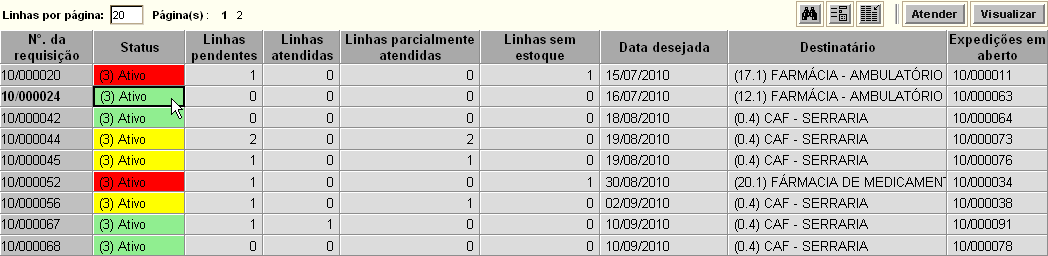 Linhas por página: 20 Página(s) : 1 2 Atender Visualizar
N°. da requisição Status Linhas pendentes Linhas atendidas Linhas parcialmente atendidas Linhas sem estoque Data desejada Destinatário Expedições em aberto
10/000020 (3) Ativo 1 0 0 1 15/07/2010 (17.1) FARMÁCIA - AMBULATÓRIO 10/000011
10/000024 (3) Ativo 0 0 0 0 16/07/2010 (12.1) FARMÁCIA - AMBULATÓRIO 10/000063
10/000042 (3) Ativo 0 0 0 0 18/08/2010 (0.4) CAF - SERRARIA 10/000064
10/000044 (3) Ativo 2 0 2 0 19/08/2010 (0.4) CAF - SERRARIA 10/000073
10/000045 (3) Ativo 1 0 1 0 19/08/2010 (0.4) CAF - SERRARIA 10/000076
10/000052 (3) Ativo 1 0 0 1 30/08/2010 (20.1) FÁRMACIA DE MEDICAMENT 10/000034
10/000056 (3) Ativo 1 0 1 0 02/09/2010 (0.4) CAF - SERRARIA 10/000038
10/000067 (3) Ativo 1 1 0 0 10/09/2010 (0.4) CAF - SERRARIA 10/000091
10/000068 (3) Ativo 0 0 0 0 10/09/2010 (0.4) CAF - SERRARIA 10/000078